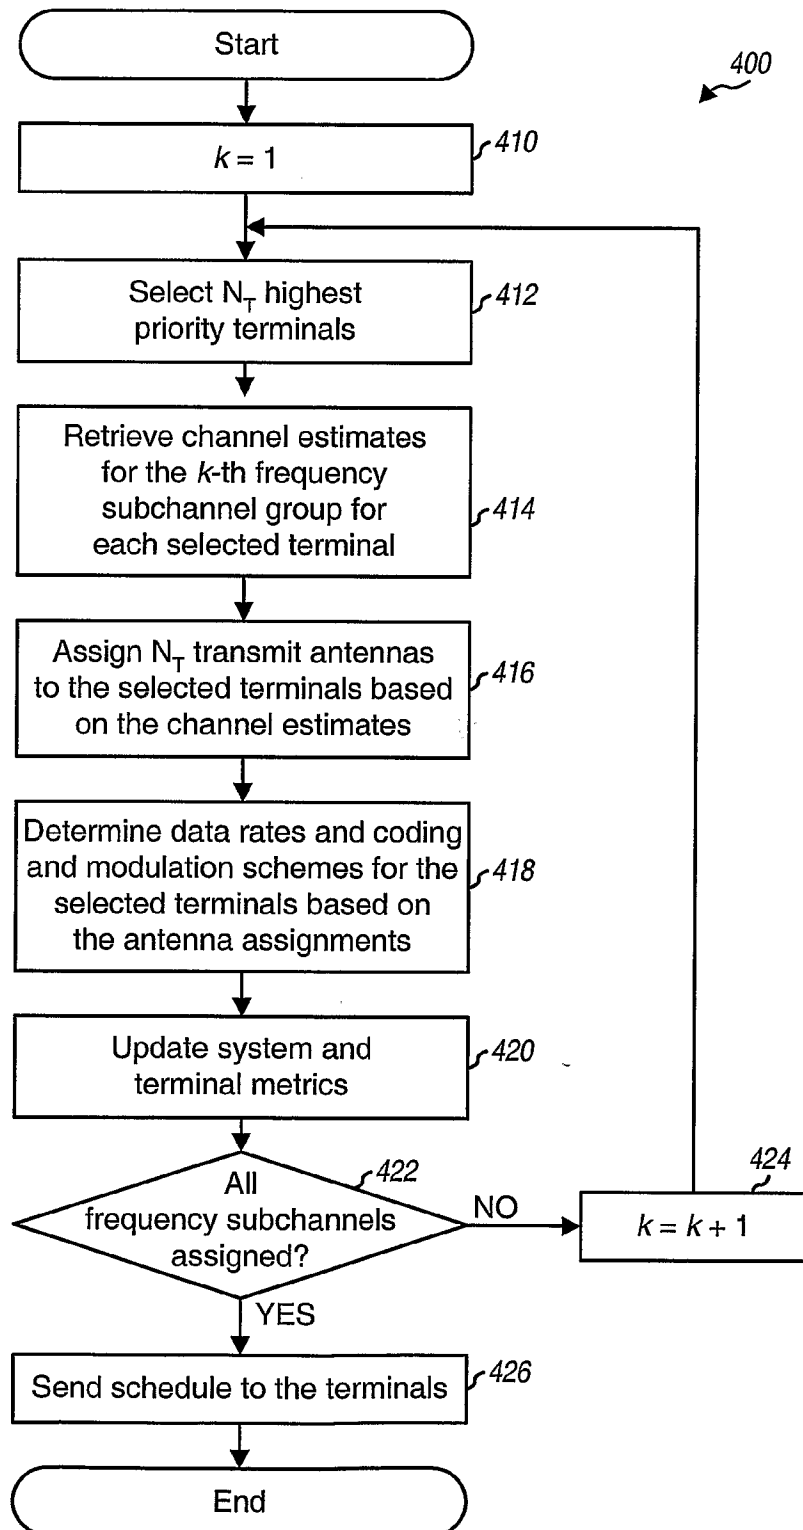 Start
400
k = 1
410
Select N_T highest
priority terminals
412
Retrieve channel estimates
for the k-th frequency
subchannel group for
each selected terminal
414
Assign N_T transmit antennas
to the selected terminals based
on the channel estimates
416
Determine data rates and coding
and modulation schemes for the
selected terminals based on
the antenna assignments
418
Update system and
terminal metrics
420
All
frequency subchannels
assigned?
422
NO
424
k = k + 1
YES
Send schedule to the terminals
426
End